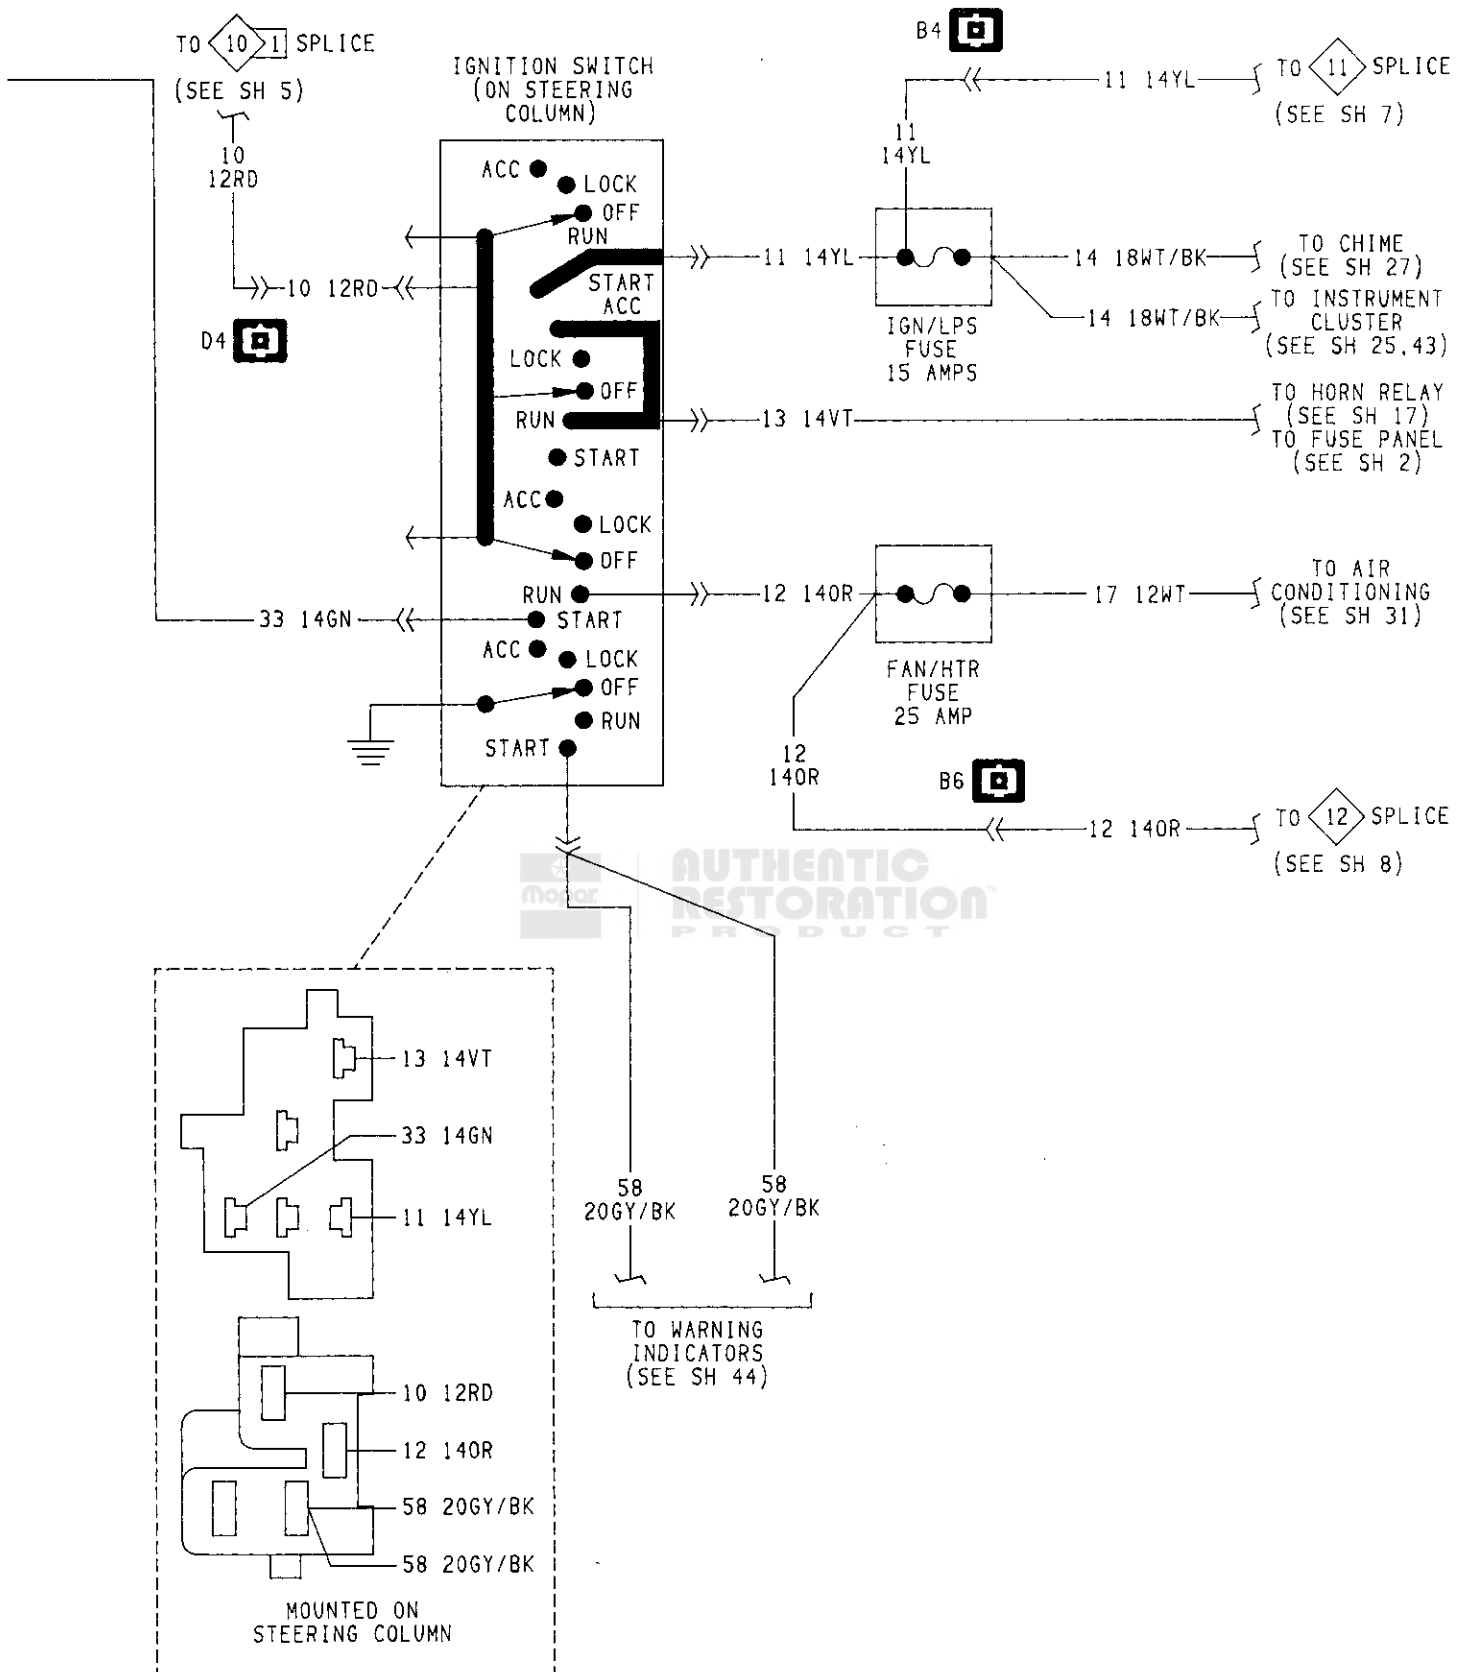 TO 10 1 SPLICE
(SEE SH 5)
10
12RD
10 12RD
D4
IGNITION SWITCH
(ON STEERING
COLUMN)
ACC
LOCK
OFF
RUN
START
ACC
LOCK
OFF
RUN
START
ACC
LOCK
OFF
RUN
START
ACC
LOCK
OFF
RUN
START
33 14GN
B4
11 14YL
TO 11 SPLICE
(SEE SH 7)
11
14YL
11 14YL
IGN/LPS
FUSE
15 AMPS
14 18WT/BK
TO CHIME
(SEE SH 27)
14 18WT/BK
TO INSTRUMENT
CLUSTER
(SEE SH 25,43)
13 14VT
TO HORN RELAY
(SEE SH 17)
TO FUSE PANEL
(SEE SH 2)
12 14OR
FAN/HTR
FUSE
25 AMP
17 12WT
TO AIR
CONDITIONING
(SEE SH 31)
12
14OR
B6
12 14OR
TO 12 SPLICE
(SEE SH 8)
Mopar
AUTHENTIC
RESTORATION™
PRODUCT
58
20GY/BK
58
20GY/BK
TO WARNING
INDICATORS
(SEE SH 44)
13 14VT
33 14GN
11 14YL
10 12RD
12 14OR
58 20GY/BK
58 20GY/BK
MOUNTED ON
STEERING COLUMN